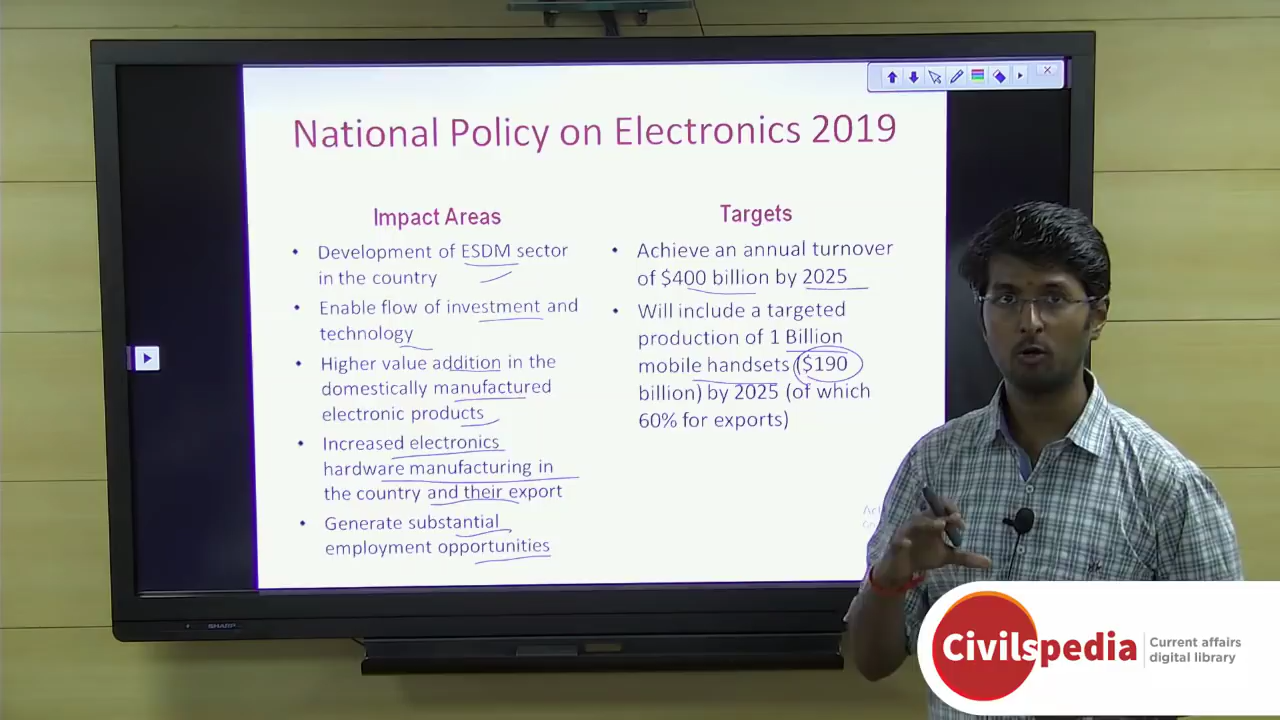 National Policy on Electronics 2019
Impact Areas
• Development of ESDM sector
in the country
• Enable flow of investment and
technology
• Higher value addition in the
domestically manufactured
electronic products
• Increased electronics
hardware manufacturing in
the country and their export
• Generate substantial
employment opportunities
Targets
• Achieve an annual turnover
of $400 billion by 2025
• Will include a targeted
production of 1 Billion
mobile handsets ($190
billion) by 2025 (of which
60% for exports)
SHARP
Civilspedia
Current affairs
digital library